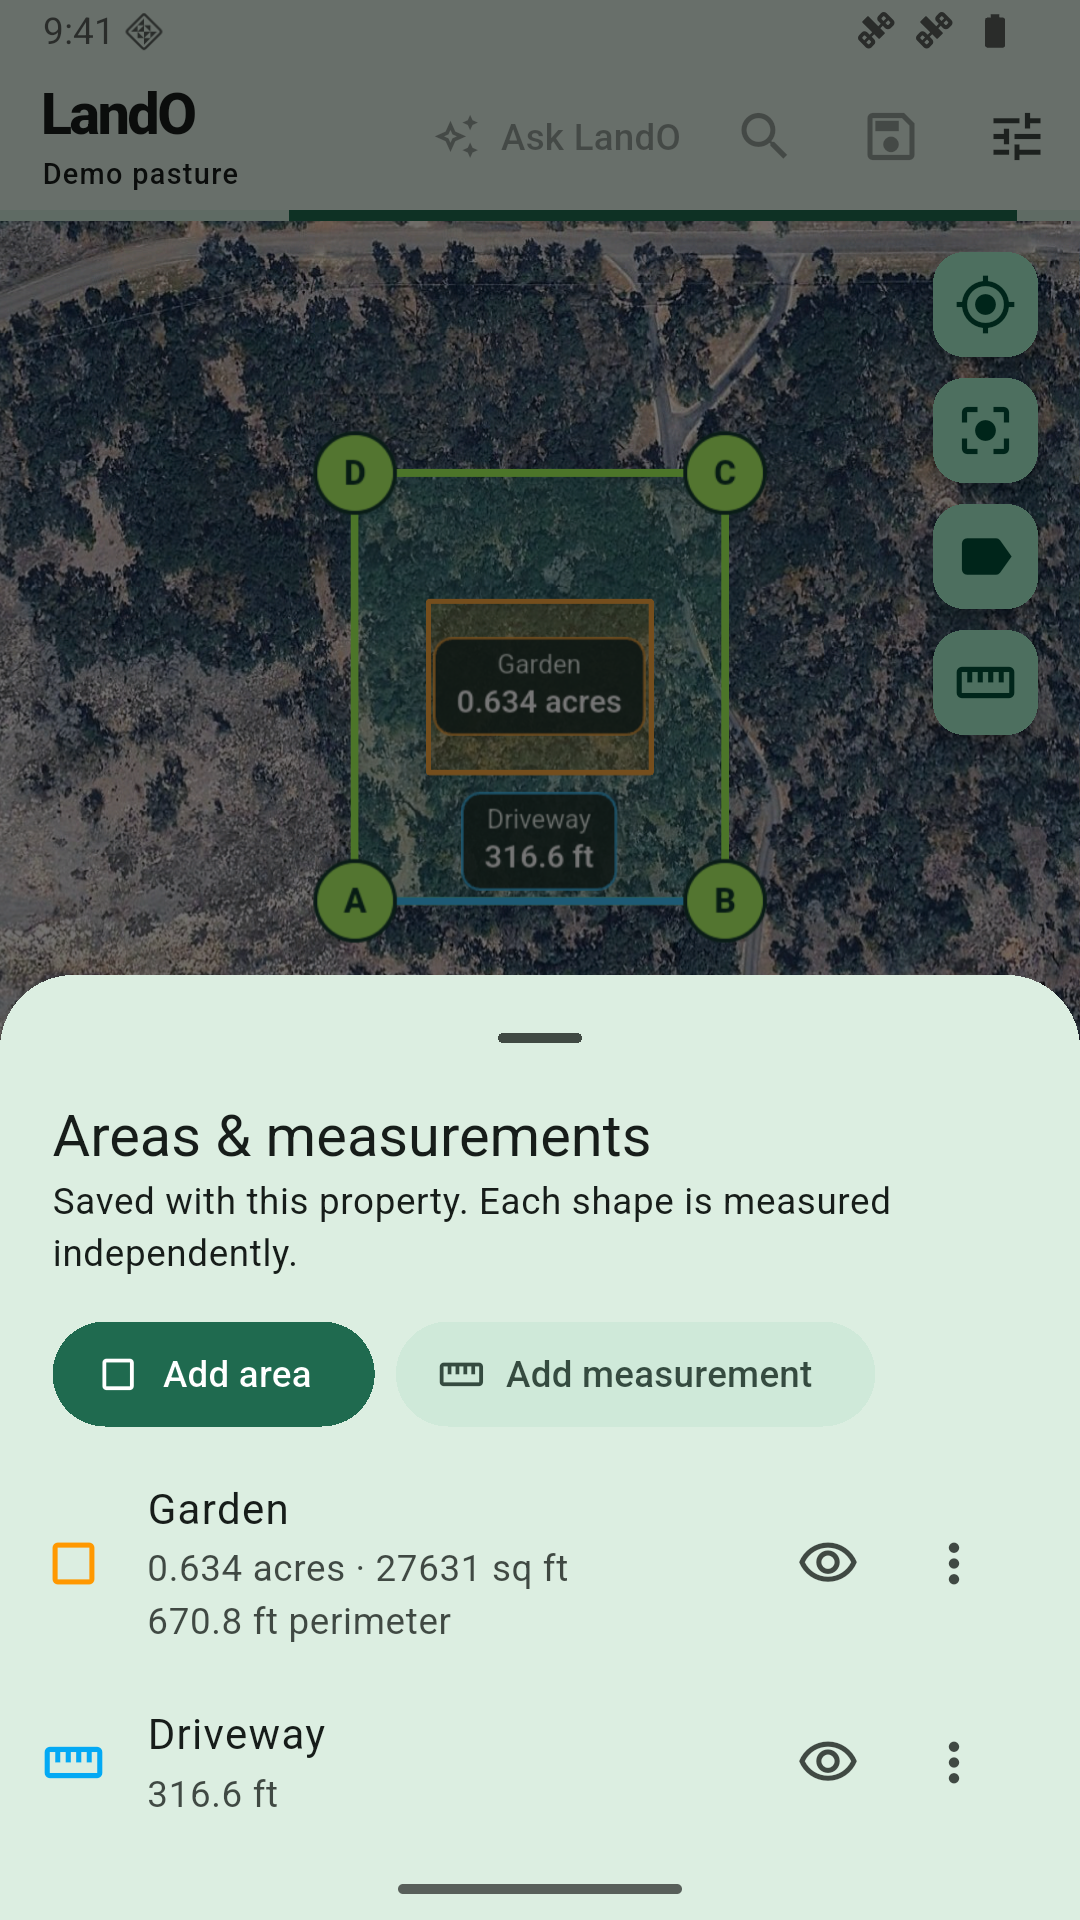 9:41
LandO
Demo pasture
Ask LandO
D
C
Garden
0.634 acres
Driveway
316.6 ft
A
B
Areas & measurements
Saved with this property. Each shape is measured
independently.
Add area
Add measurement
Garden
0.634 acres · 27631 sq ft
670.8 ft perimeter
Driveway
316.6 ft